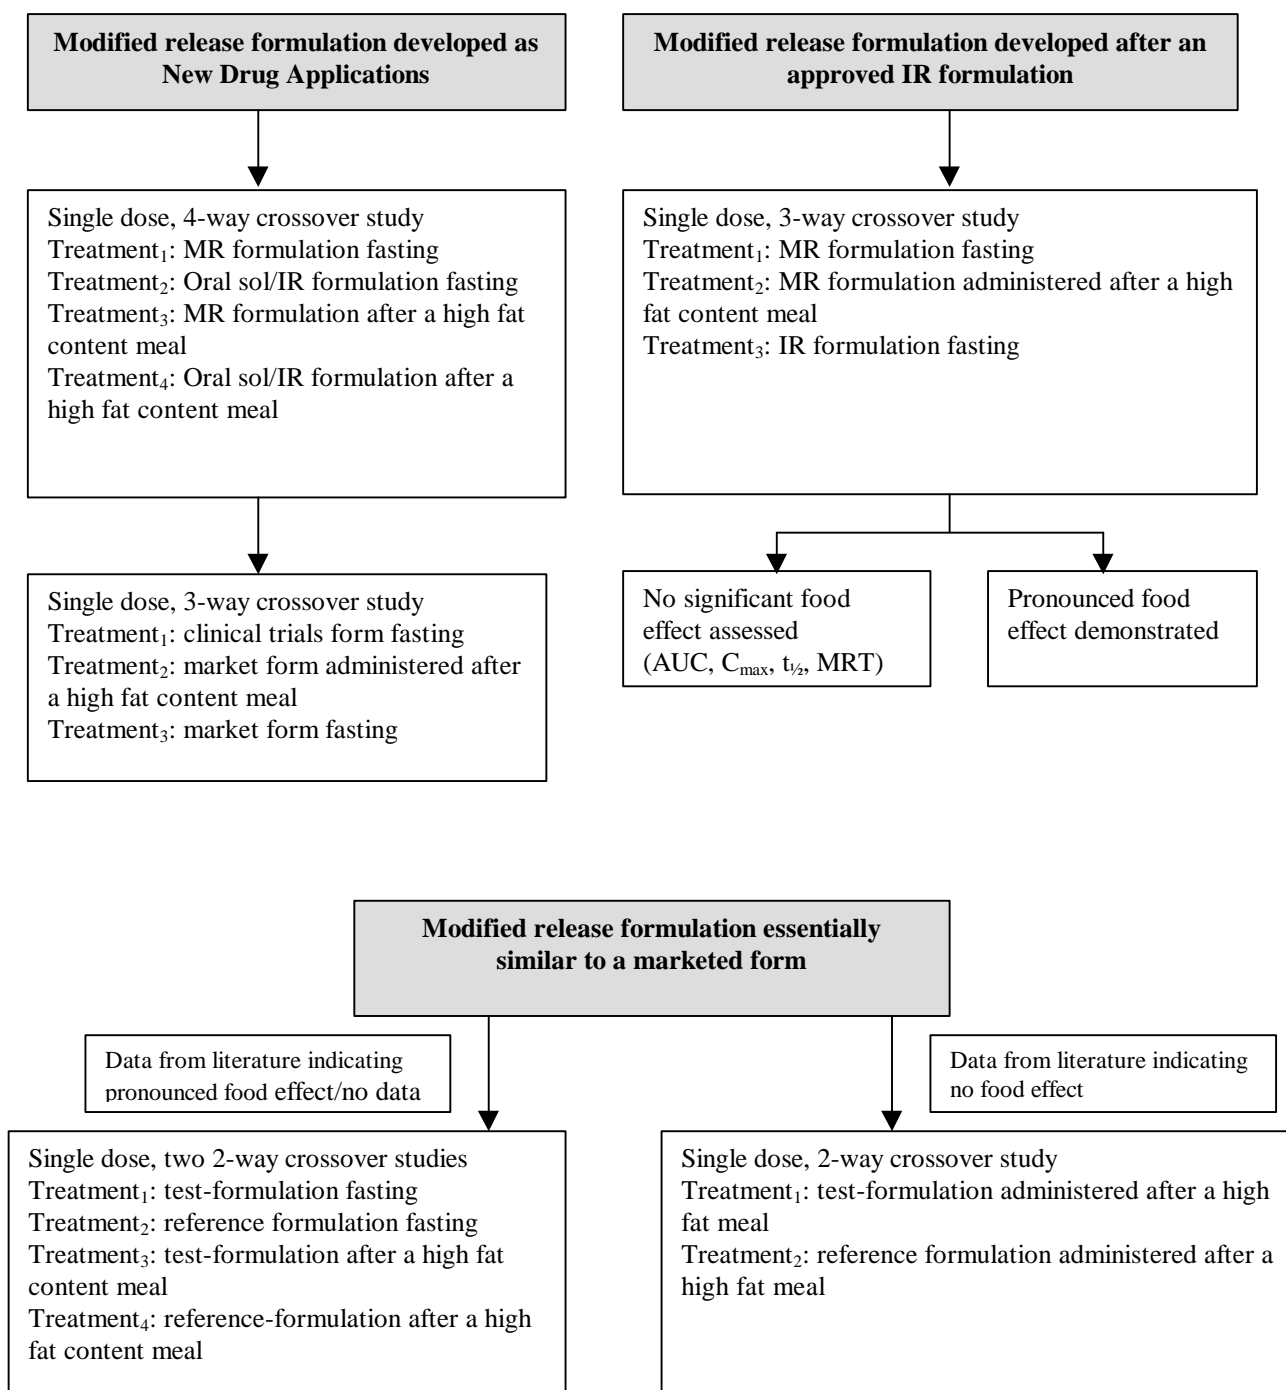 Modified release formulation developed as
New Drug Applications
Single dose, 4-way crossover study
Treatment₁: MR formulation fasting
Treatment₂: Oral sol/IR formulation fasting
Treatment₃: MR formulation after a high fat
content meal
Treatment₄: Oral sol/IR formulation after a
high fat content meal
Single dose, 3-way crossover study
Treatment₁: clinical trials form fasting
Treatment₂: market form administered after
a high fat content meal
Treatment₃: market form fasting
Modified release formulation developed after an
approved IR formulation
Single dose, 3-way crossover study
Treatment₁: MR formulation fasting
Treatment₂: MR formulation administered after a high
fat content meal
Treatment₃: IR formulation fasting
No significant food
effect assessed
(AUC, Cₘₐₓ, t½, MRT)
Pronounced food
effect demonstrated
Modified release formulation essentially
similar to a marketed form
Data from literature indicating
pronounced food effect/no data
Single dose, two 2-way crossover studies
Treatment₁: test-formulation fasting
Treatment₂: reference formulation fasting
Treatment₃: test-formulation after a high fat
content meal
Treatment₄: reference-formulation after a high
fat content meal
Data from literature indicating
no food effect
Single dose, 2-way crossover study
Treatment₁: test-formulation administered after a high
fat meal
Treatment₂: reference formulation administered after a
high fat meal